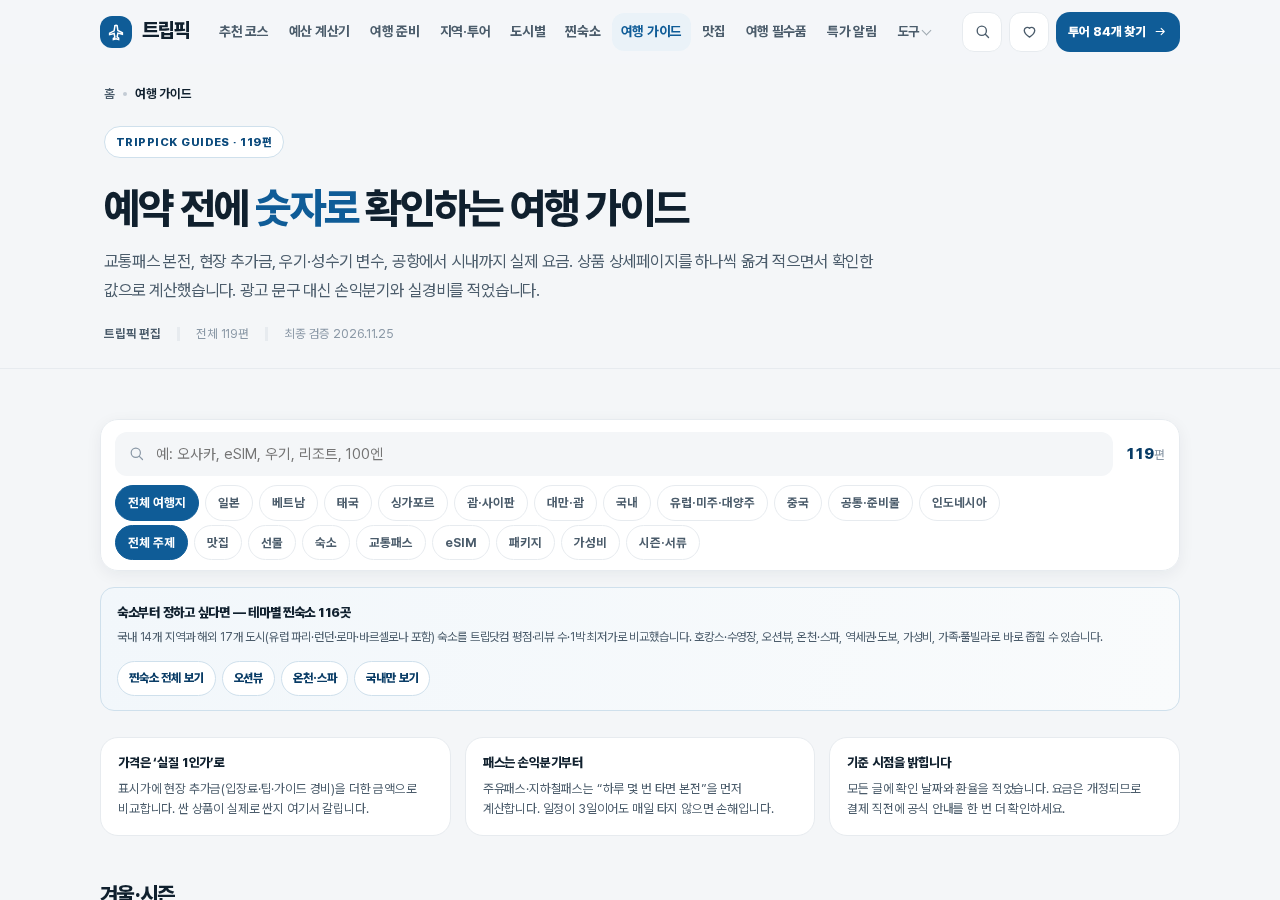 트립픽
추천 코스 예산 계산기 여행 준비 지역·투어 도시별 찐숙소 여행 가이드 맛집 여행 필수품 특가 알림 도구
투어 84개 찾기 →
홈 • 여행 가이드
TRIPPICK GUIDES · 119편
예약 전에 숫자로 확인하는 여행 가이드
교통패스 본전, 현장 추가금, 우기·성수기 변수, 공항에서 시내까지 실제 요금. 상품 상세페이지를 하나씩 옮겨 적으면서 확인한
값으로 계산했습니다. 광고 문구 대신 손익분기와 실경비를 적었습니다.
트립픽 편집 | 전체 119편 | 최종 검증 2026.11.25
예: 오사카, eSIM, 우기, 리조트, 100엔
119편
전체 여행지 일본 베트남 태국 싱가포르 괌·사이판 대만·괌 국내 유럽·미주·대양주 중국 공통·준비물 인도네시아
전체 주제 맛집 선물 숙소 교통패스 eSIM 패키지 가성비 시즌·서류
숙소부터 정하고 싶다면 — 테마별 찐숙소 116곳
국내 14개 지역과 해외 17개 도시(유럽 파리·런던·로마·바르셀로나 포함) 숙소를 트립닷컴 평점·리뷰 수·1박 최저가로 비교했습니다. 호캉스·수영장, 오션뷰, 온천·스파, 역세권·도보, 가성비, 가족·풀빌라로 바로 좁힐 수 있습니다.
찐숙소 전체 보기 오션뷰 온천·스파 국내만 보기
가격은 ‘실질 1인가’로
표시가에 현장 추가금(입장료·팁·가이드 경비)을 더한 금액으로
비교합니다. 싼 상품이 실제로 싼지 여기서 갈립니다.
패스는 손익분기부터
주유패스·지하철패스는 “하루 몇 번 타면 본전”을 먼저
계산합니다. 일정이 3일이어도 매일 타지 않으면 손해입니다.
기준 시점을 밝힙니다
모든 글에 확인 날짜와 환율을 적었습니다. 요금은 개정되므로
결제 직전에 공식 안내를 한 번 더 확인하세요.
겨울·시즌